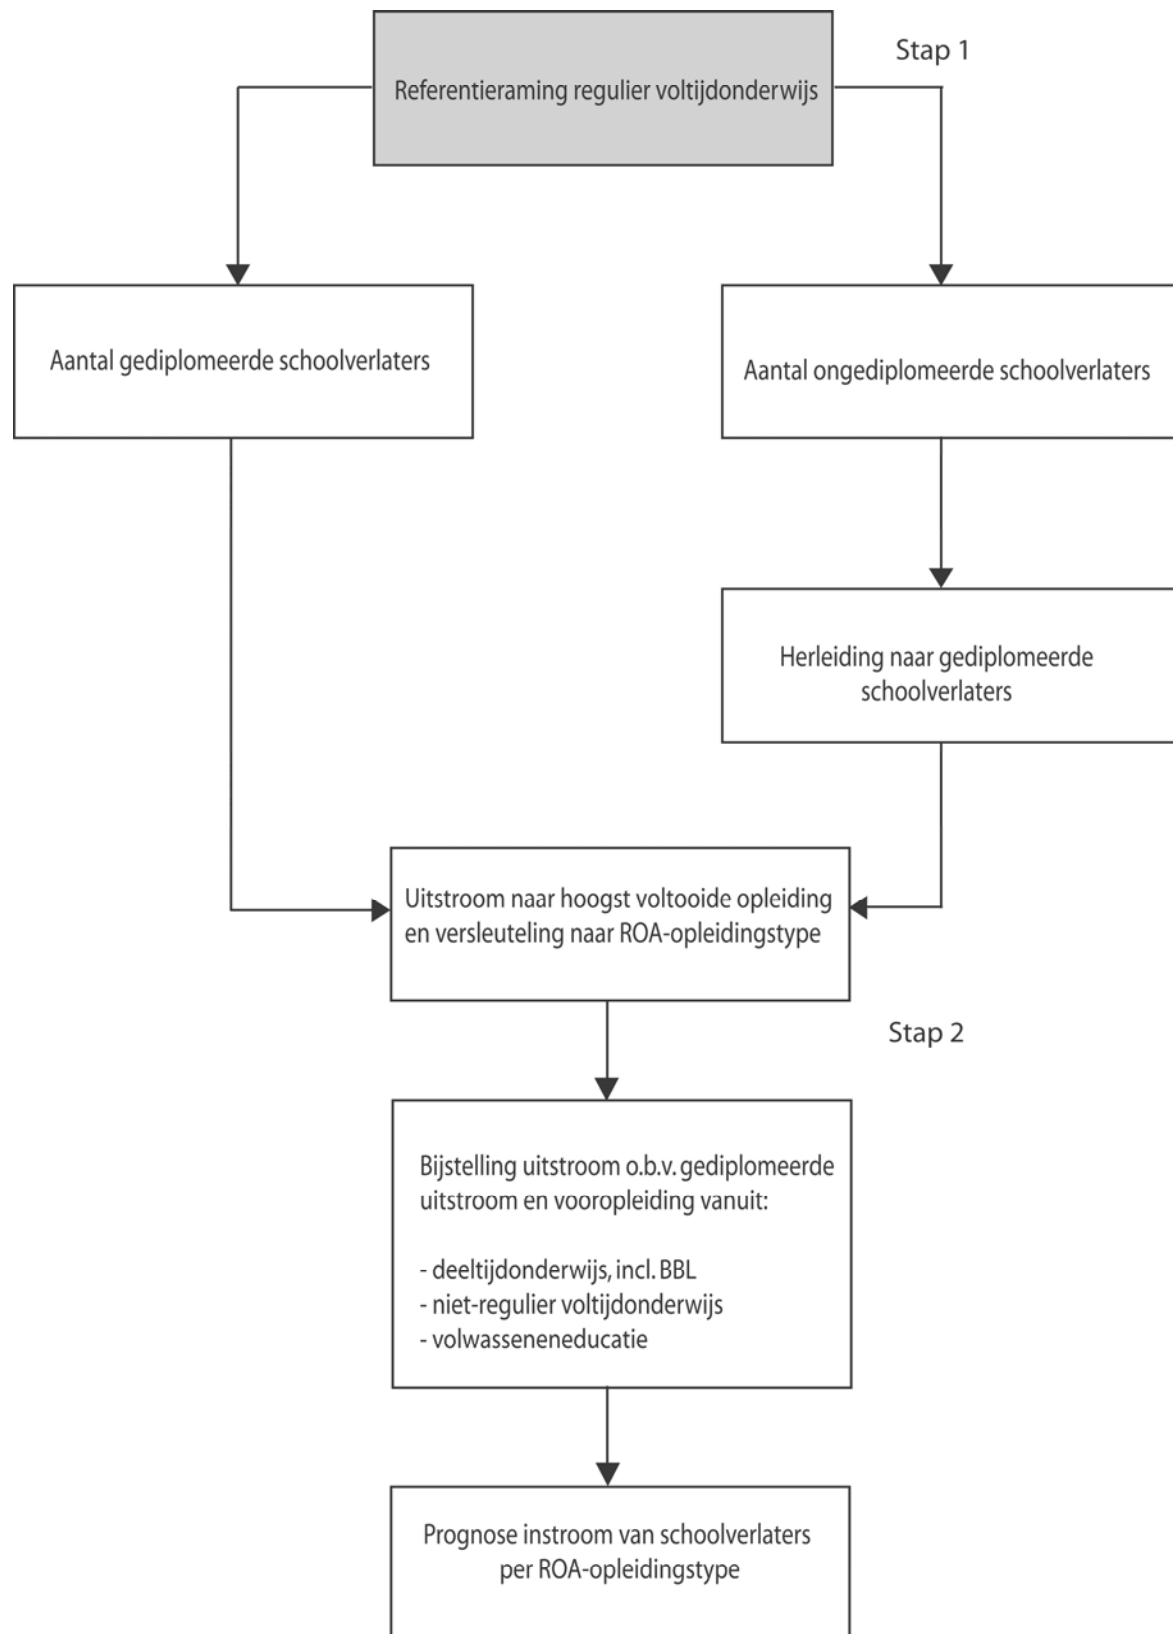 Stap 1
Referentieraming regulier voltijdonderwijs
Aantal gediplomeerde schoolverlaters
Aantal ongediplomeerde schoolverlaters
Herleiding naar gediplomeerde
schoolverlaters
Uitstroom naar hoogst voltooide opleiding
en versleuteling naar ROA-opleidingstype
Stap 2
Bijstelling uitstroom o.b.v. gediplomeerde
uitstroom en vooropleiding vanuit:
- deeltijdonderwijs, incl. BBL
- niet-regulier voltijdonderwijs
- volwasseneneducatie
Prognose instroom van schoolverlaters
per ROA-opleidingstype